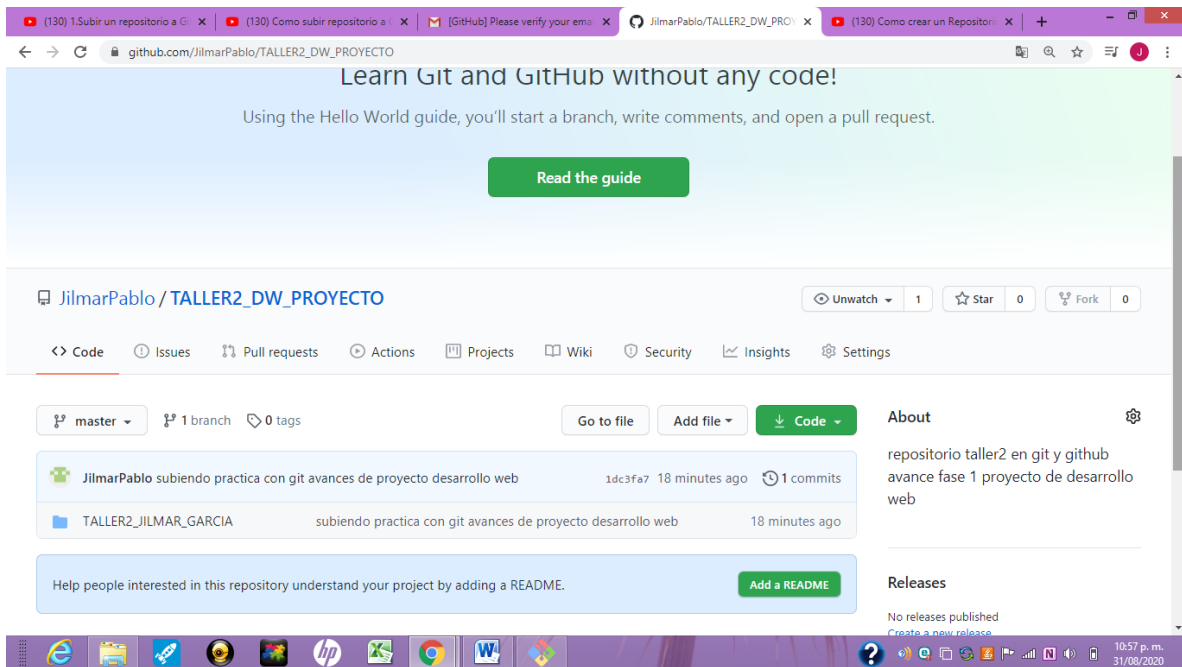 (130) 1.Subir un repositorio a Gi
(130) Como subir repositorio a
[GitHub] Please verify your emai
JilmarPablo/TALLER2_DW_PROY
(130) Como crear un Repositori
github.com/JilmarPablo/TALLER2_DW_PROYECTO
J
Learn Git and GitHub without any code!
Using the Hello World guide, you’ll start a branch, write comments, and open a pull request.
Read the guide
JilmarPablo / TALLER2_DW_PROYECTO
Unwatch 1
Star 0
Fork 0
<> Code
Issues
Pull requests
Actions
Projects
Wiki
Security
Insights
Settings
master
1 branch
0 tags
Go to file
Add file
Code
About
JilmarPablo subiendo practica con git avances de proyecto desarrollo web
1dc3fa7 18 minutes ago
1 commits
TALLER2_JILMAR_GARCIA
subiendo practica con git avances de proyecto desarrollo web
18 minutes ago
repositorio taller2 en git y github
avance fase 1 proyecto de desarrollo
web
Help people interested in this repository understand your project by adding a README.
Add a README
Releases
No releases published
Create a new release
10:57 p. m.
31/08/2020